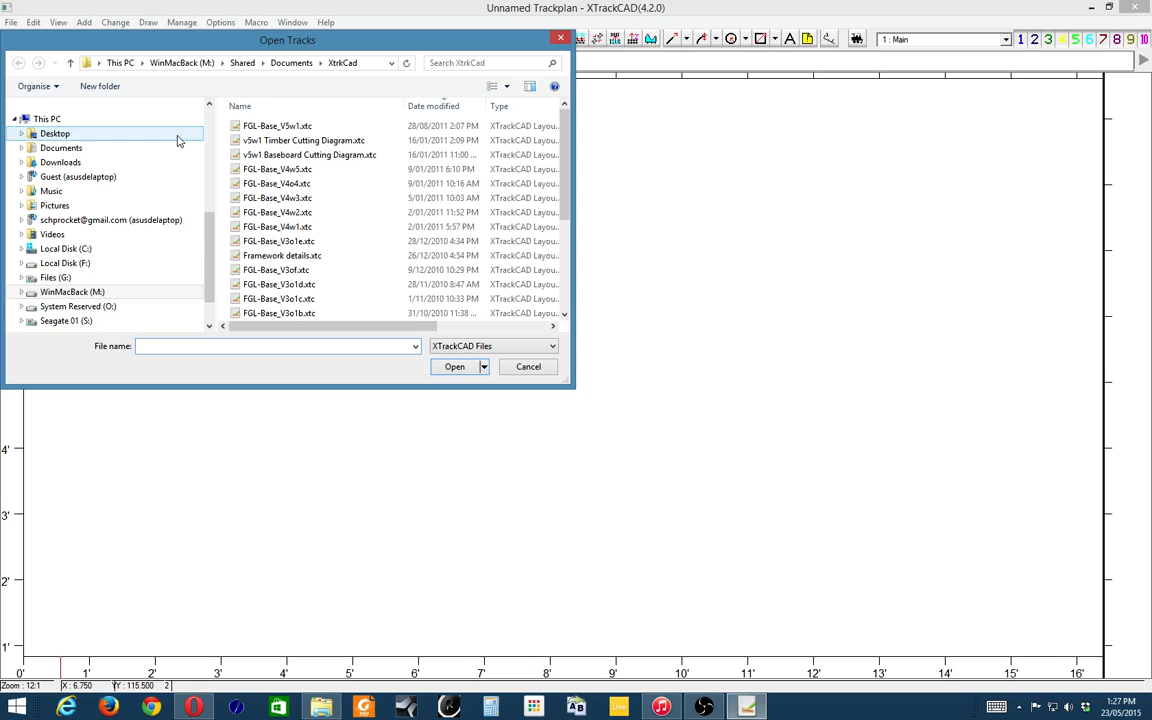 Unnamed Trackplan - XTrackCAD(4.2.0)
File Edit View Add Change Draw Manage Options Macro Window Help
Open Tracks
1 : Main
1 2 3 4 5 6 7 8 9 10
This PC WinMacBack (M:) Shared Documents XtrkCad
Search XtrkCad
Organise New folder
Name Date modified Type
This PC
Desktop
Documents
Downloads
Guest (asusdelaptop)
Music
Pictures
schprocket@gmail.com (asusdelaptop)
Videos
Local Disk (C:)
Local Disk (F:)
Files (G:)
WinMacBack (M:)
System Reserved (O:)
Seagate 01 (S:)
FGL-Base_V5w1.xtc 28/08/2011 2:07 PM XTrackCAD Layou...
v5w1 Timber Cutting Diagram.xtc 16/01/2011 2:09 PM XTrackCAD Layou...
v5w1 Baseboard Cutting Diagram.xtc 16/01/2011 11:00 ... XTrackCAD Layou...
FGL-Base_V4w5.xtc 9/01/2011 6:10 PM XTrackCAD Layou...
FGL-Base_V4o4.xtc 9/01/2011 10:16 AM XTrackCAD Layou...
FGL-Base_V4w3.xtc 5/01/2011 10:03 AM XTrackCAD Layou...
FGL-Base_V4w2.xtc 2/01/2011 11:52 PM XTrackCAD Layou...
FGL-Base_V4w1.xtc 2/01/2011 5:57 PM XTrackCAD Layou...
FGL-Base_V3o1e.xtc 28/12/2010 4:34 PM XTrackCAD Layou...
Framework details.xtc 26/12/2010 4:54 PM XTrackCAD Layou...
FGL-Base_V3of.xtc 9/12/2010 10:29 PM XTrackCAD Layou...
FGL-Base_V3o1d.xtc 28/11/2010 8:47 AM XTrackCAD Layou...
FGL-Base_V3o1c.xtc 1/11/2010 10:33 PM XTrackCAD Layou...
FGL-Base_V3o1b.xtc 31/10/2010 11:38 ... XTrackCAD Layou...
File name: XTrackCAD Files
Open Cancel
4'
3'
2'
1'
0' 1' 2' 3' 4' 5' 6' 7' 8' 9' 10' 11' 12' 13' 14' 15' 16'
Zoom : 12:1 X : 6.750 Y : 115.500 2
Live
1:27 PM
23/05/2015